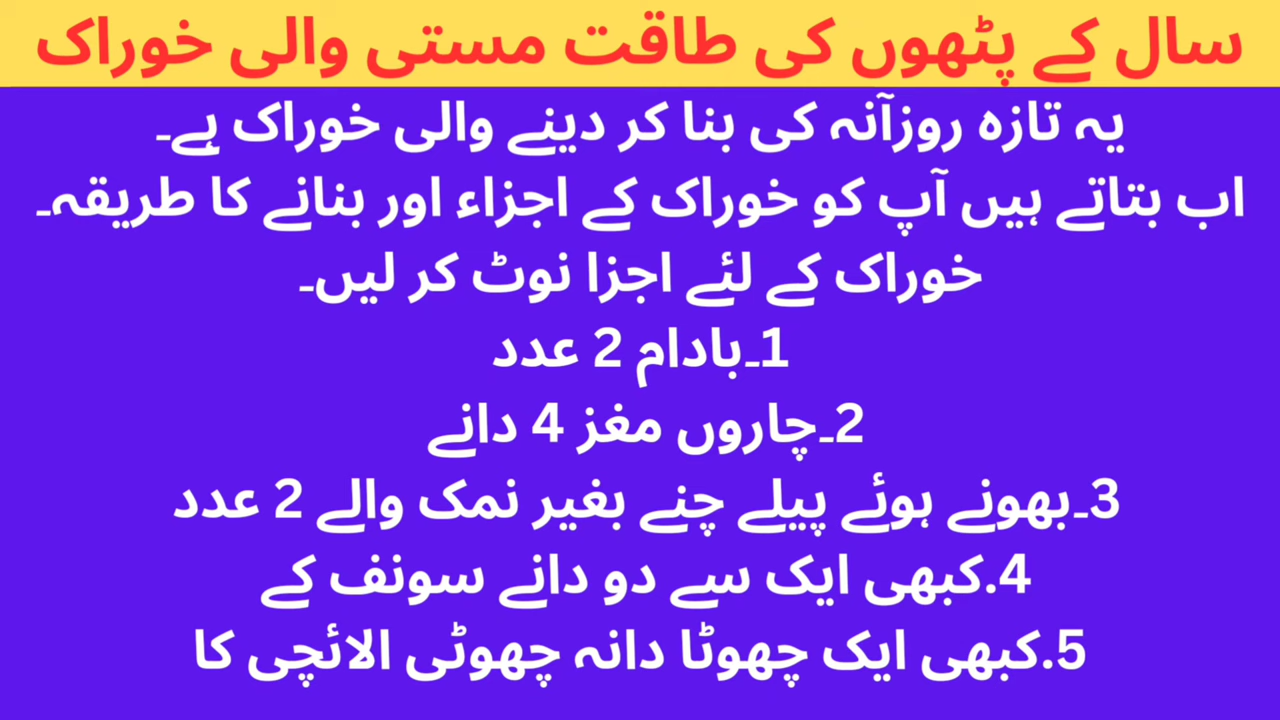 سال کے پٹھوں کی طاقت مستی والی خوراک
یہ تازہ روزآنہ کی بنا کر دینے والی خوراک ہے۔
اب بتاتے ہیں آپ کو خوراک کے اجزاء اور بنانے کا طریقہ۔
خوراک کے لئے اجزا نوٹ کر لیں۔
1۔بادام 2 عدد
2۔چاروں مغز 4 دانے
3۔بھونے ہوئے پیلے چنے بغیر نمک والے 2 عدد
4.کبھی ایک سے دو دانے سونف کے
5.کبھی ایک چھوٹا دانہ چھوٹی الائچی کا